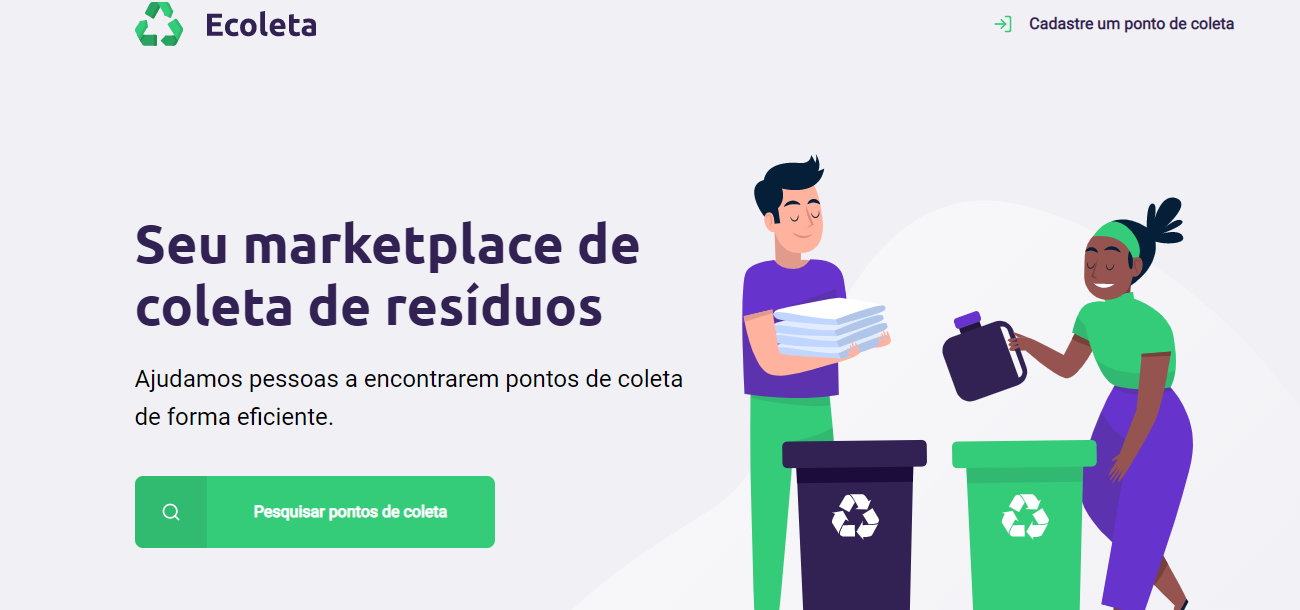 Ecoleta
Cadastre um ponto de coleta
Seu marketplace de
coleta de resíduos
Ajudamos pessoas a encontrarem pontos de coleta
de forma eficiente.
Pesquisar pontos de coleta